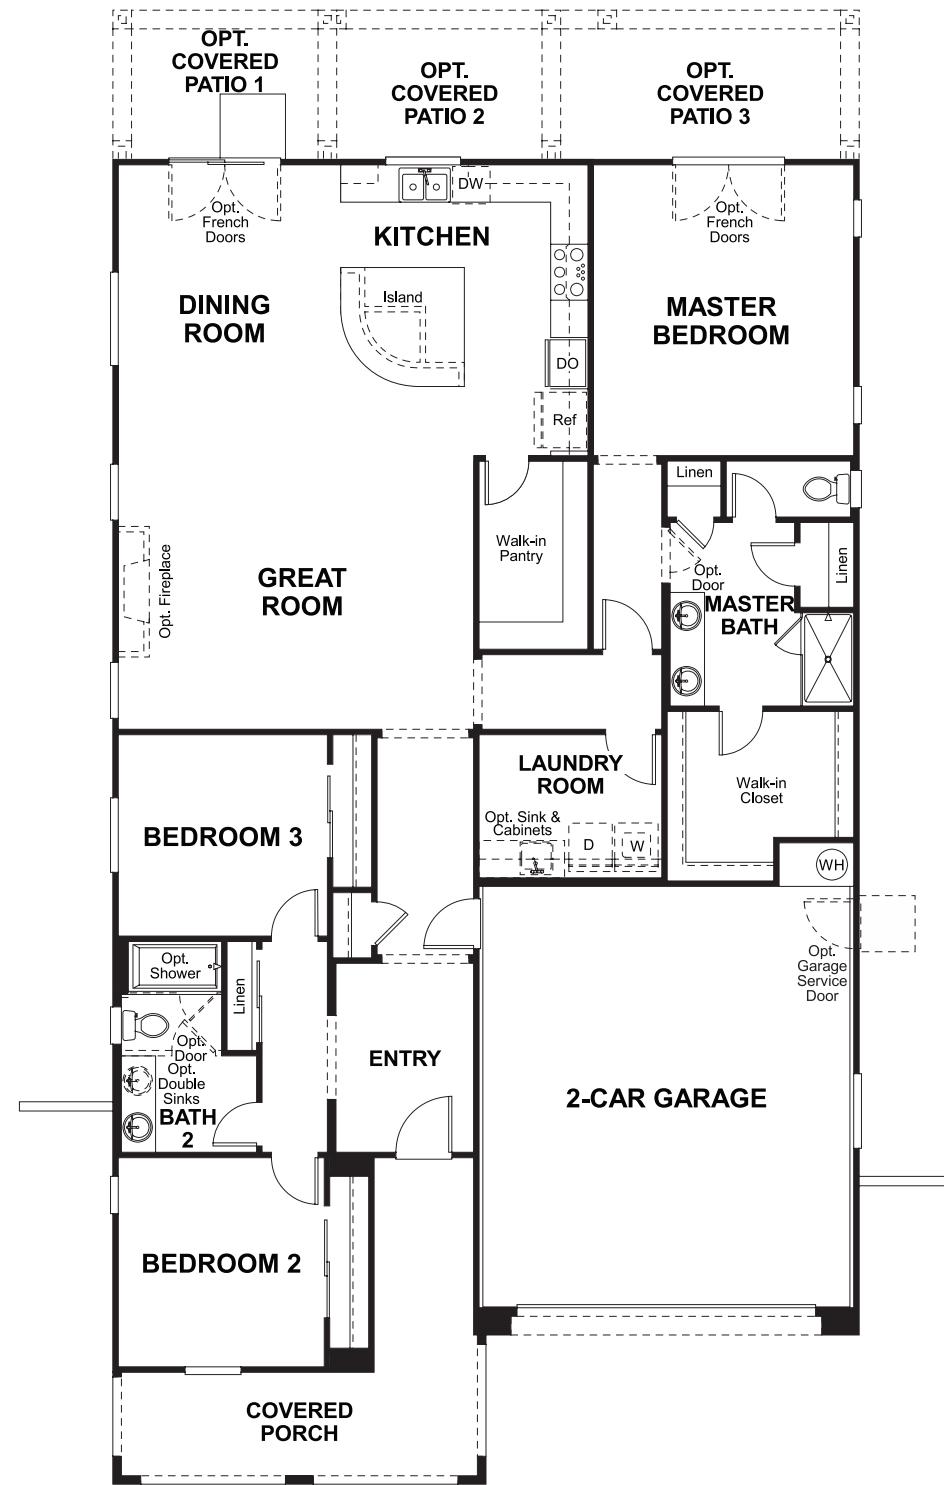 OPT.
COVERED
PATIO 1
OPT.
COVERED
PATIO 2
OPT.
COVERED
PATIO 3
Opt.
French
Doors
DW
KITCHEN
Opt.
French
Doors
DINING
ROOM
Island
MASTER
BEDROOM
DO
Ref
Linen
Walk-in
Pantry
Opt. Fireplace
GREAT
ROOM
Opt.
Door
Linen
MASTER
BATH
LAUNDRY
ROOM
Walk-in
Closet
Opt. Sink &
Cabinets
D
W
WH
BEDROOM 3
Opt.
Shower
Linen
Opt.
Garage
Service
Door
Opt.
Door
Opt.
Double
Sinks
BATH
2
ENTRY
2-CAR GARAGE
BEDROOM 2
COVERED
PORCH